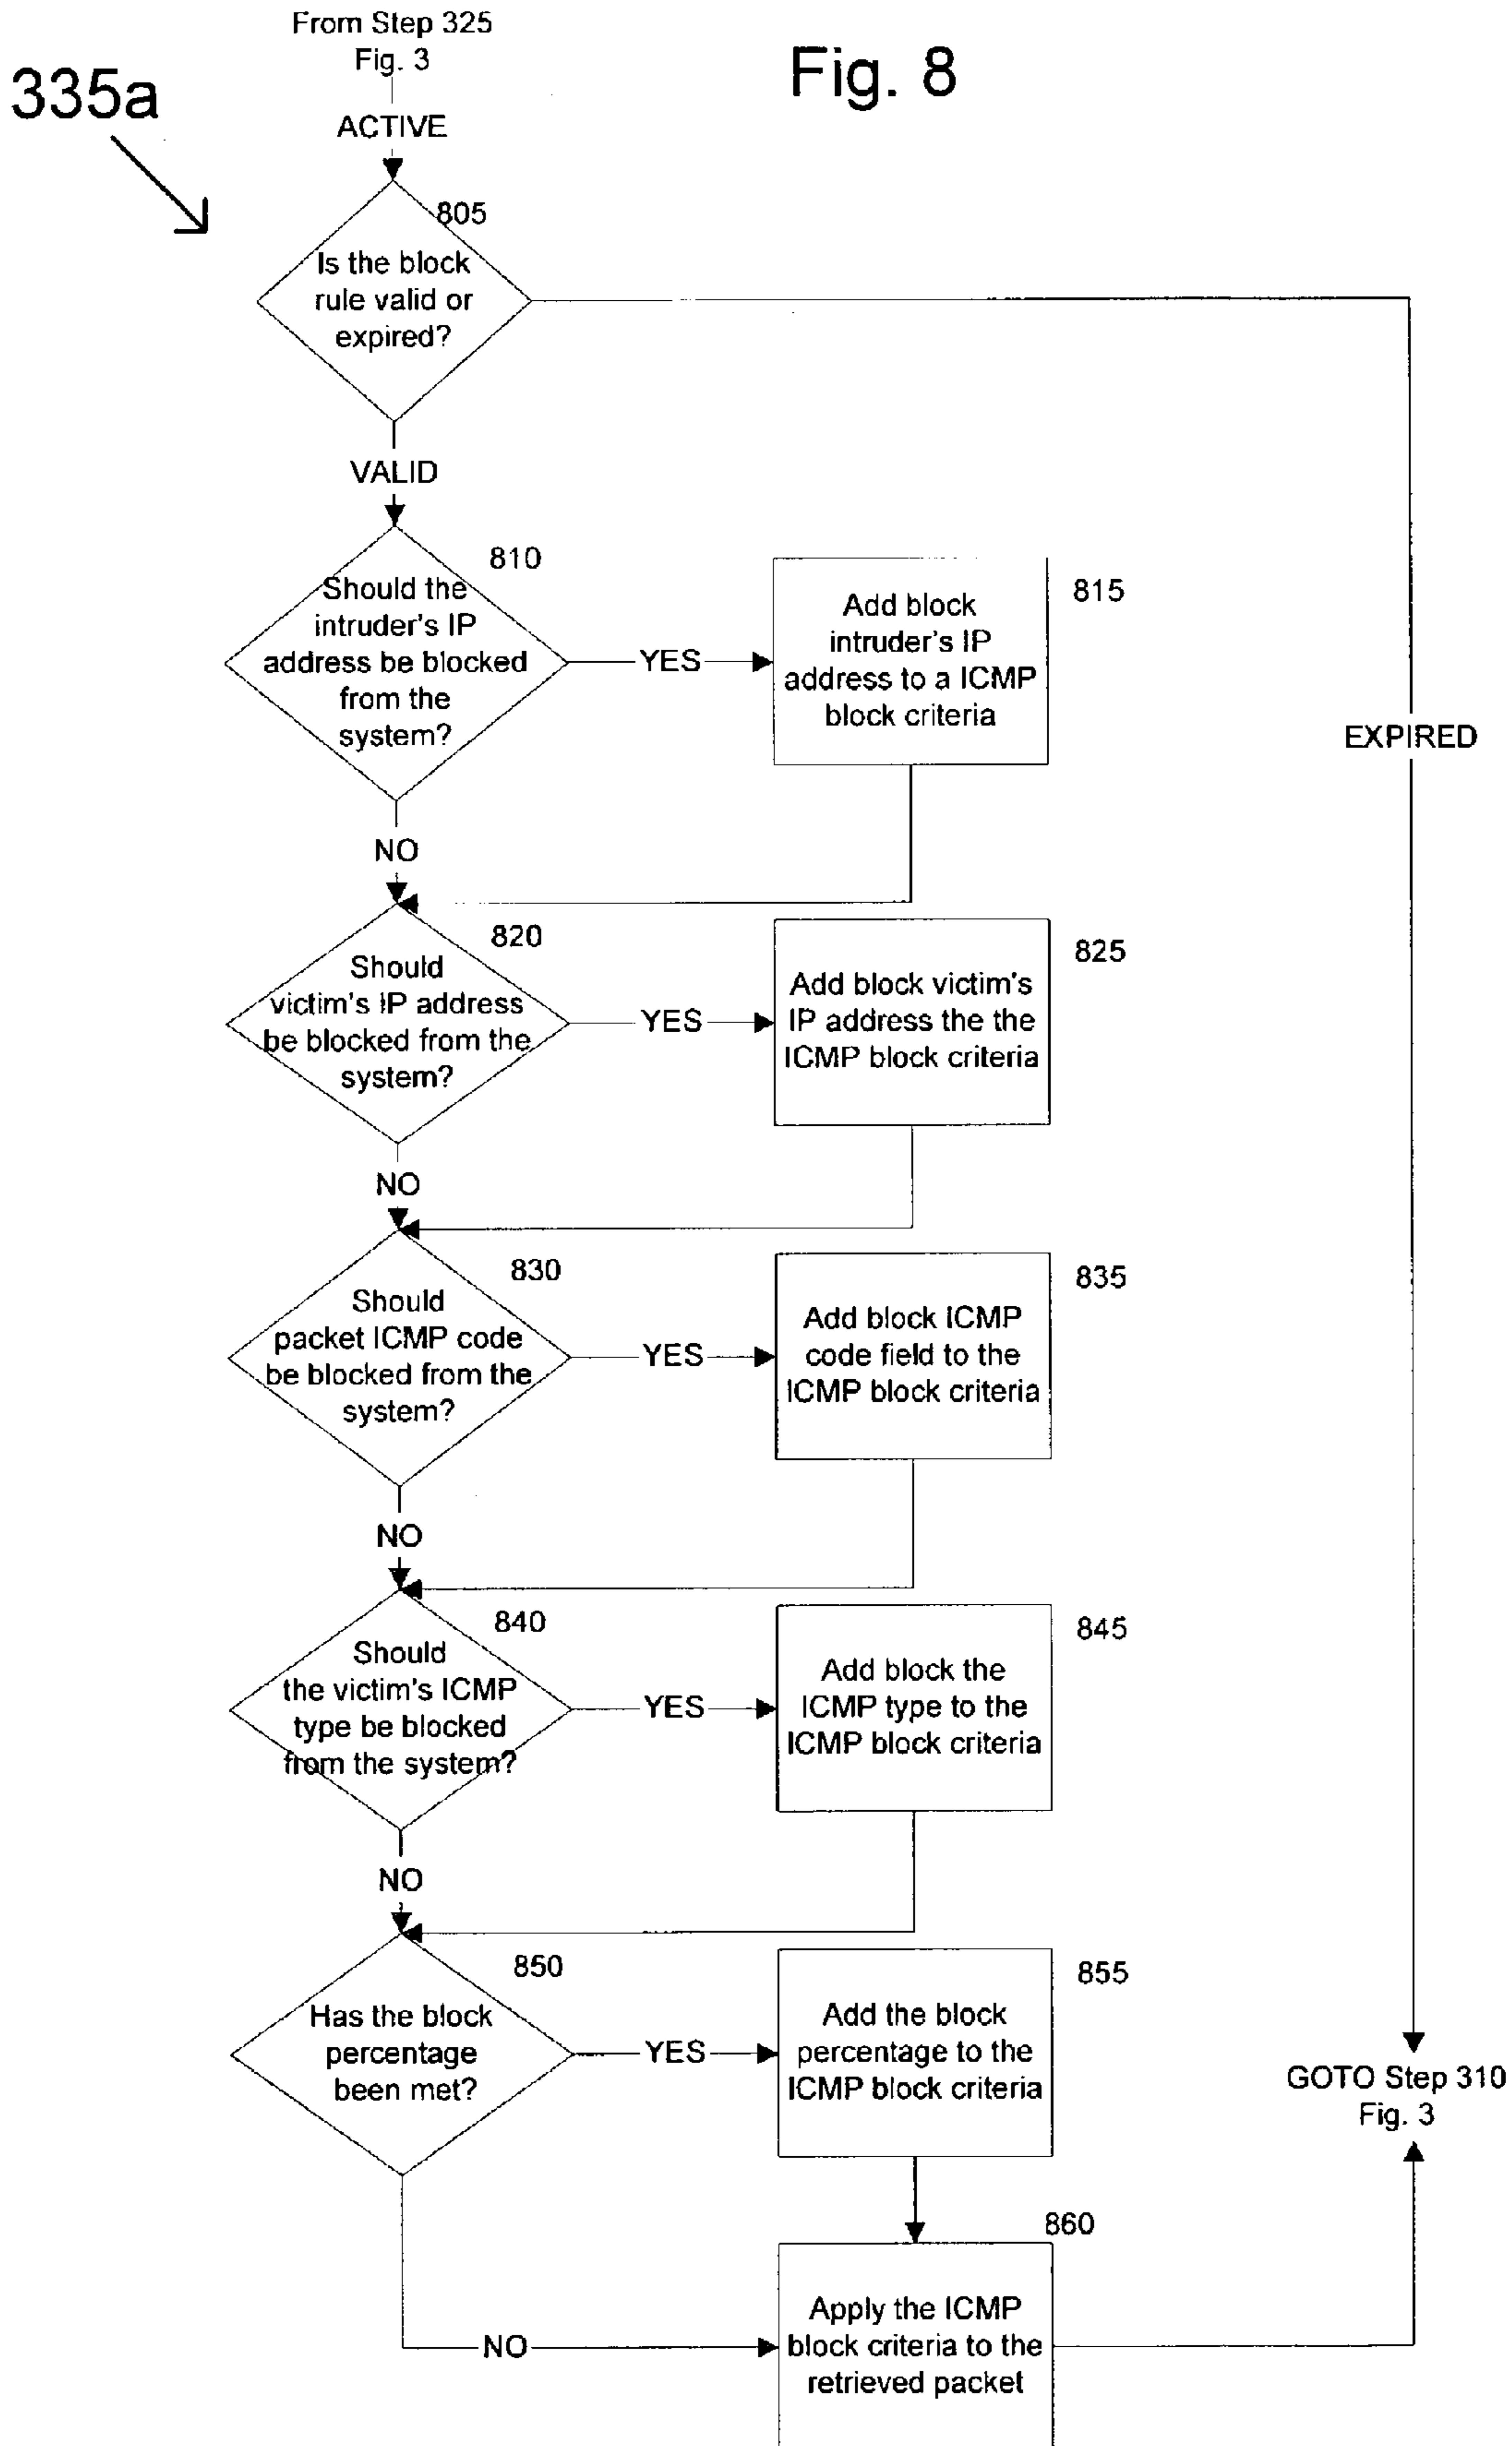 From Step 325
Fig. 3
Fig. 8
335a
ACTIVE
805
Is the block
rule valid or
expired?
VALID
810
Should the
intruder's IP
address be blocked
from the
system?
YES
815
Add block
intruder's IP
address to a ICMP
block criteria
EXPIRED
NO
820
Should
victim's IP address
be blocked from the
system?
YES
825
Add block victim's
IP address the the
ICMP block criteria
NO
830
Should
packet ICMP code
be blocked from the
system?
YES
835
Add block ICMP
code field to the
ICMP block criteria
NO
840
Should
the victim's ICMP
type be blocked
from the system?
YES
845
Add block the
ICMP type to the
ICMP block criteria
NO
850
Has the block
percentage
been met?
YES
855
Add the block
percentage to the
ICMP block criteria
GOTO Step 310
Fig. 3
860
NO
Apply the ICMP
block criteria to the
retrieved packet